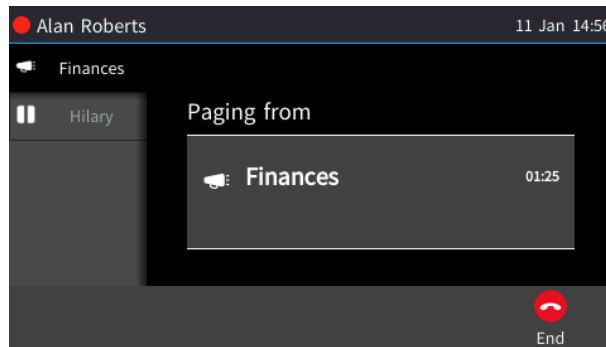 Alan Roberts 11 Jan 14:56
Finances
Hilary
Paging from
Finances 01:25
End